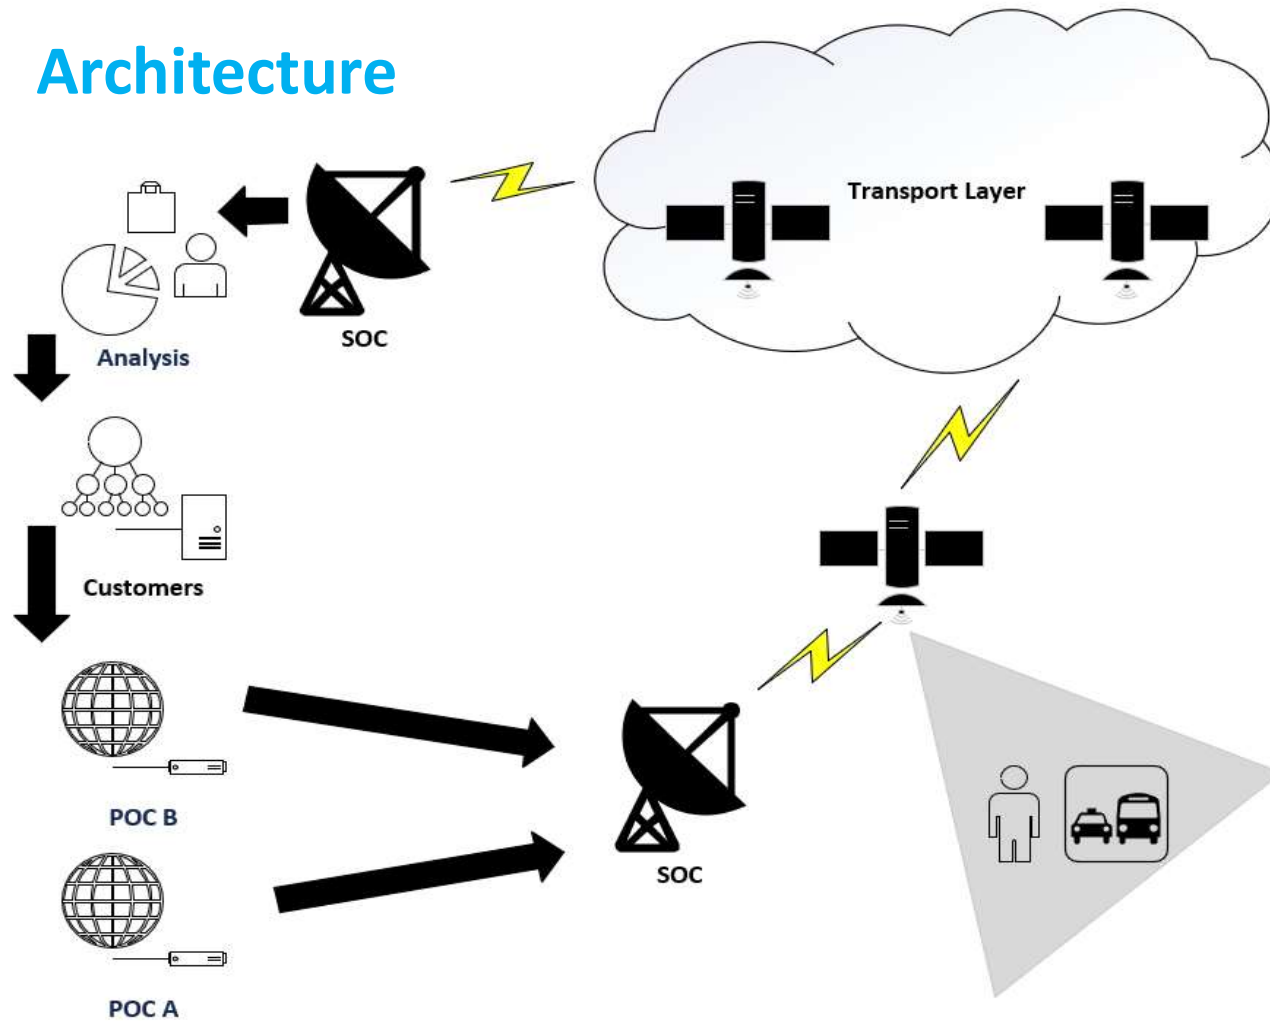 Architecture
Transport Layer
SOC
Analysis
Customers
POC B
SOC
POC A